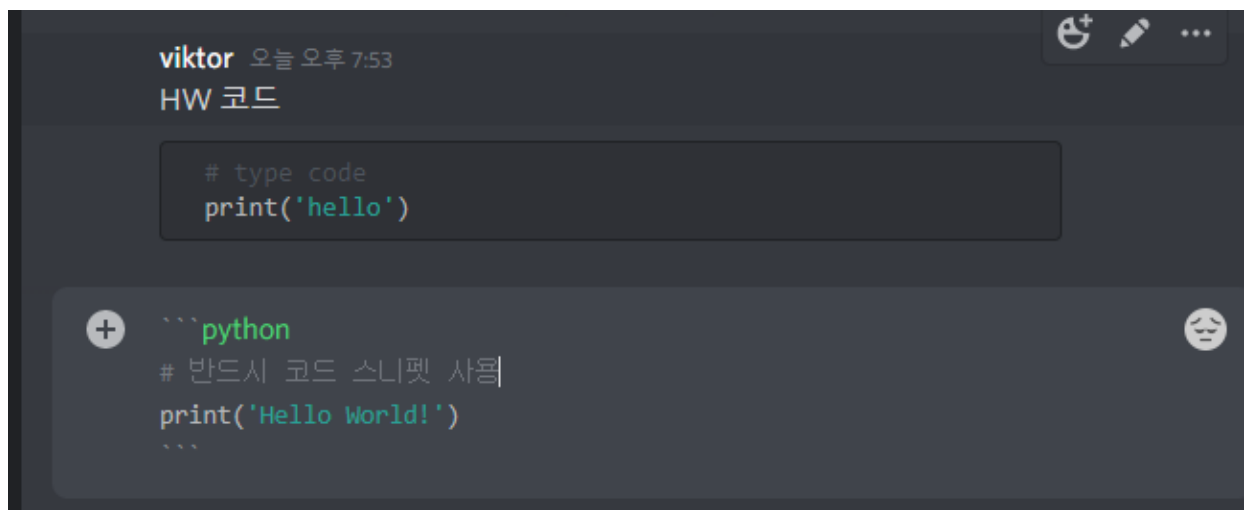 viktor 오늘 오후 7:53
HW 코드
# type code
print('hello')
```python
# 반드시 코드 스니펫 사용
print('Hello World!')
```